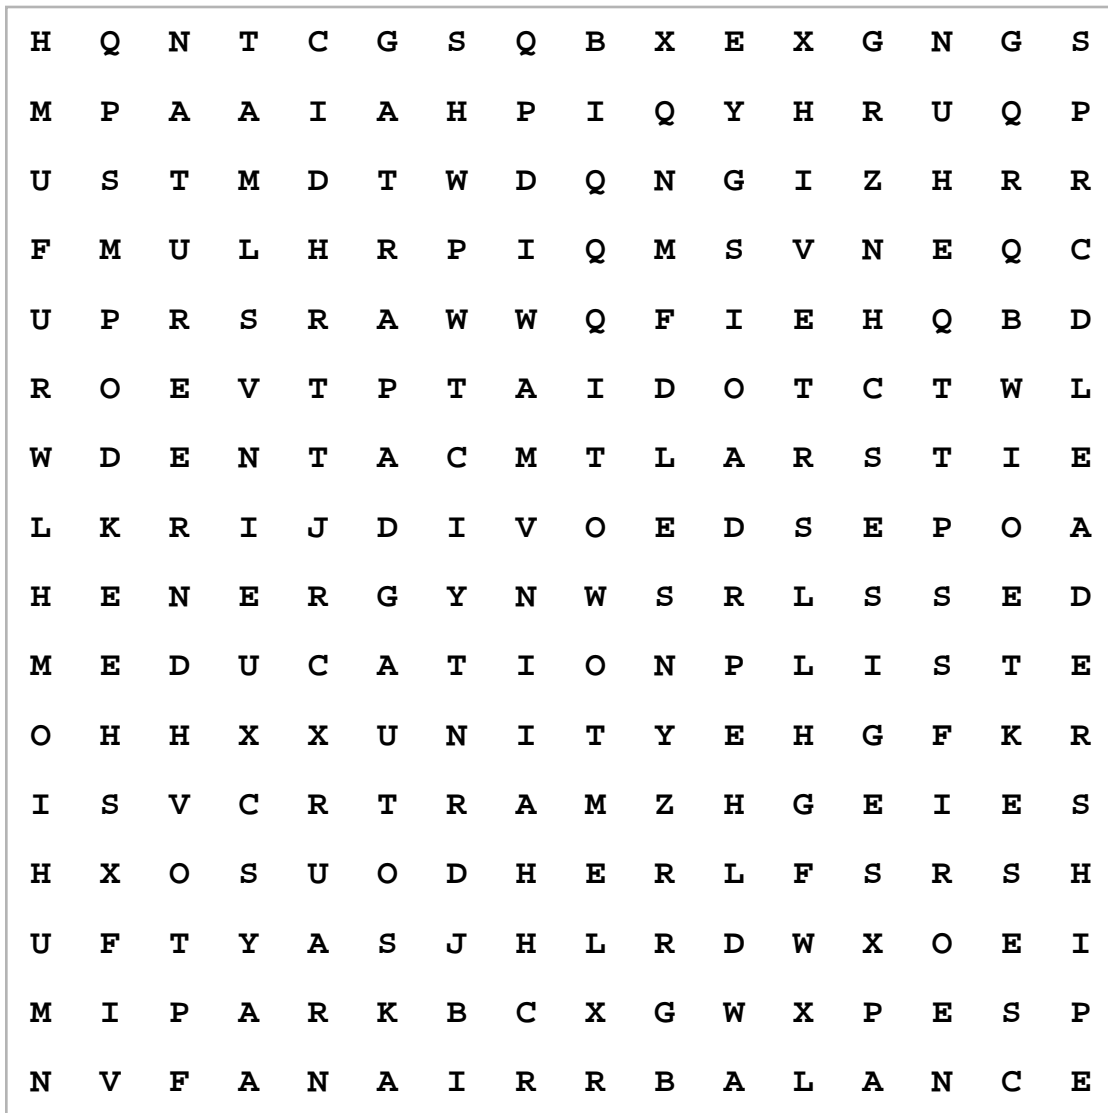 H Q N T C G S Q B X E X G N G S
M P A A I A H P I Q Y H R U Q P
U S T M D T W D Q N G I Z H R R
F M U L H R P I Q M S V N E Q C
U P R S R A W W Q F I E H Q B D
R O E V T P T A I D O T C T W L
W D E N T A C M T L A R S T I E
L K R I J D I V O E D S E P O A
H E N E R G Y N W S R L S S E D
M E D U C A T I O N P L I S T E
O H H X X U N I T Y E H G F K R
I S V C R T R A M Z H G E I E S
H X O S U O D H E R L F S R S H
U F T Y A S J H L R D W X O E I
M I P A R K B C X G W X P E S P
N V F A N A I R R B A L A N C E